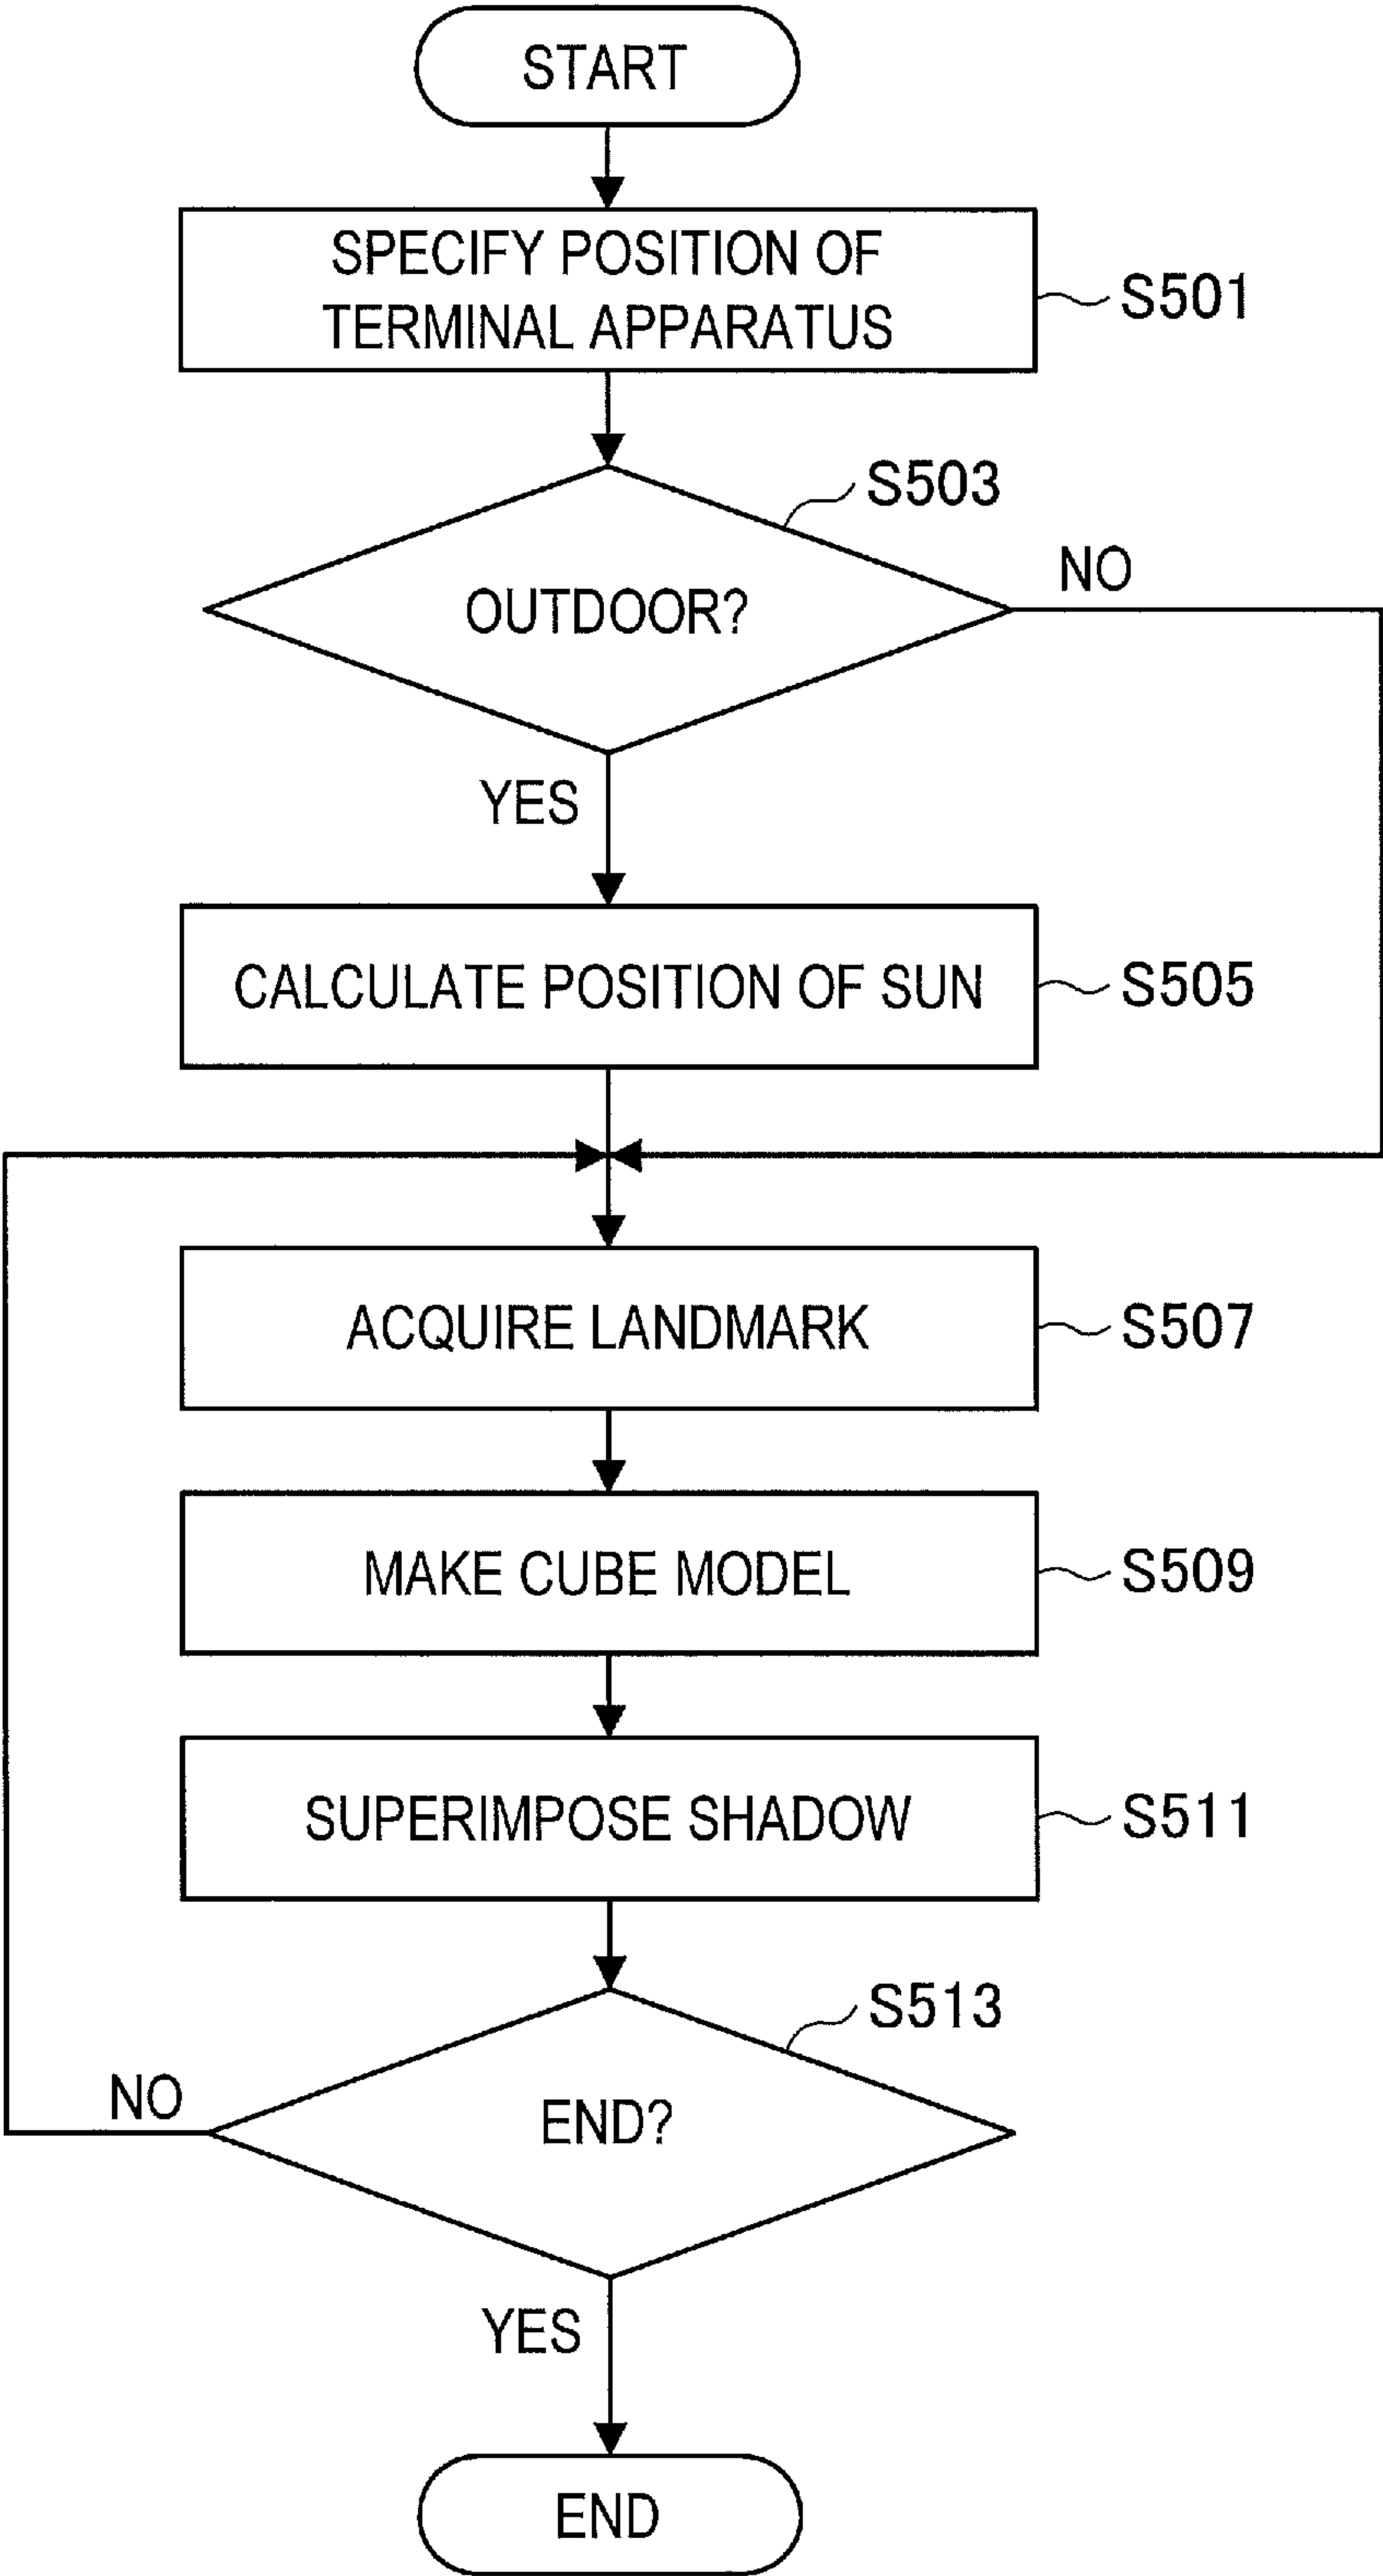 START
SPECIFY POSITION OF
TERMINAL APPARATUS
S501
S503
OUTDOOR?
NO
YES
CALCULATE POSITION OF SUN
S505
ACQUIRE LANDMARK
S507
MAKE CUBE MODEL
S509
SUPERIMPOSE SHADOW
S511
S513
NO
END?
YES
END